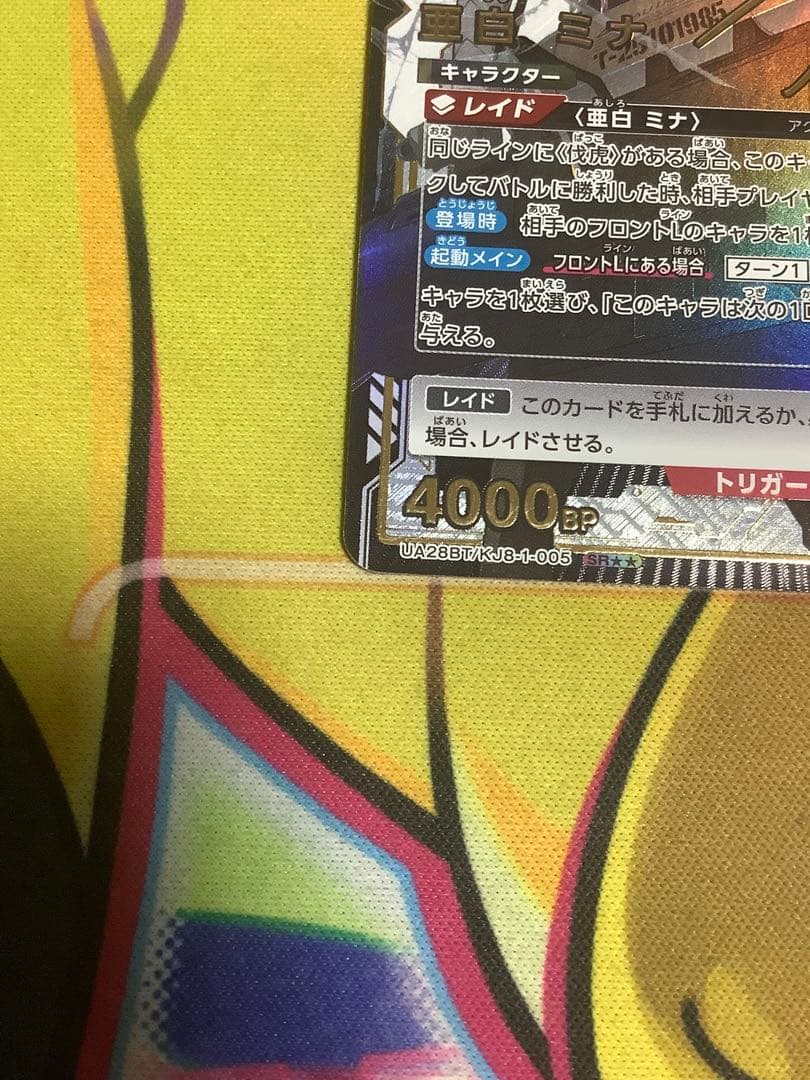 亜白 ミナ
T-25101985
キャラクター
レイド 〈亜白 ミナ〉
同じラインに〈伐虎〉がある場合、このキ
クしてバトルに勝利した時、相手プレイヤ
登場時 相手のフロントLのキャラを1枚
起動メイン フロントLにある場合 ターン1
キャラを1枚選び、「このキャラは次の1回
与える。
レイド このカードを手札に加えるか、
場合、レイドさせる。
トリガー
4000BP
UA28BT/KJ8-1-005 SR★★